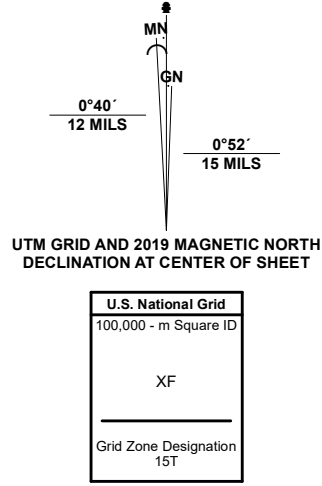 MN
GN
0°40´
12 MILS
0°52´
15 MILS
UTM GRID AND 2019 MAGNETIC NORTH
DECLINATION AT CENTER OF SHEET
U.S. National Grid
100,000 - m Square ID
XF
Grid Zone Designation
15T